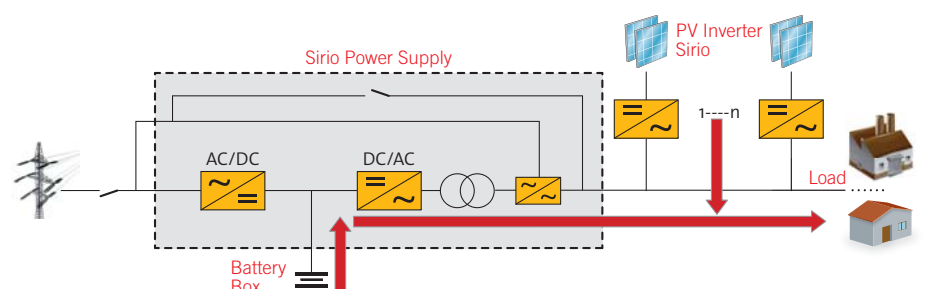 PV Inverter
Sirio
Sirio Power Supply
1----n
AC/DC
DC/AC
Load
Battery
Box